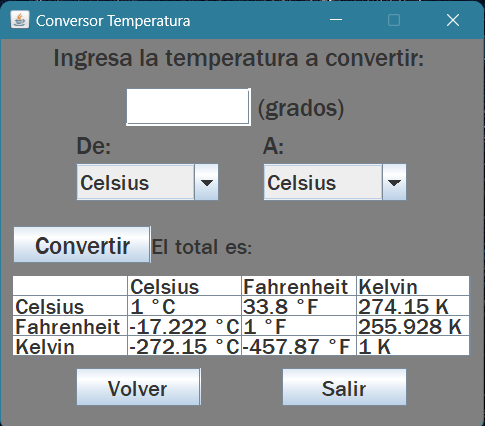 Conversor Temperatura
Ingresa la temperatura a convertir:
(grados)
De: A:
Celsius Celsius
Convertir El total es:
Celsius Fahrenheit Kelvin
Celsius 1 °C 33.8 °F 274.15 K
Fahrenheit -17.222 °C 1 °F 255.928 K
Kelvin -272.15 °C -457.87 °F 1 K
Volver Salir